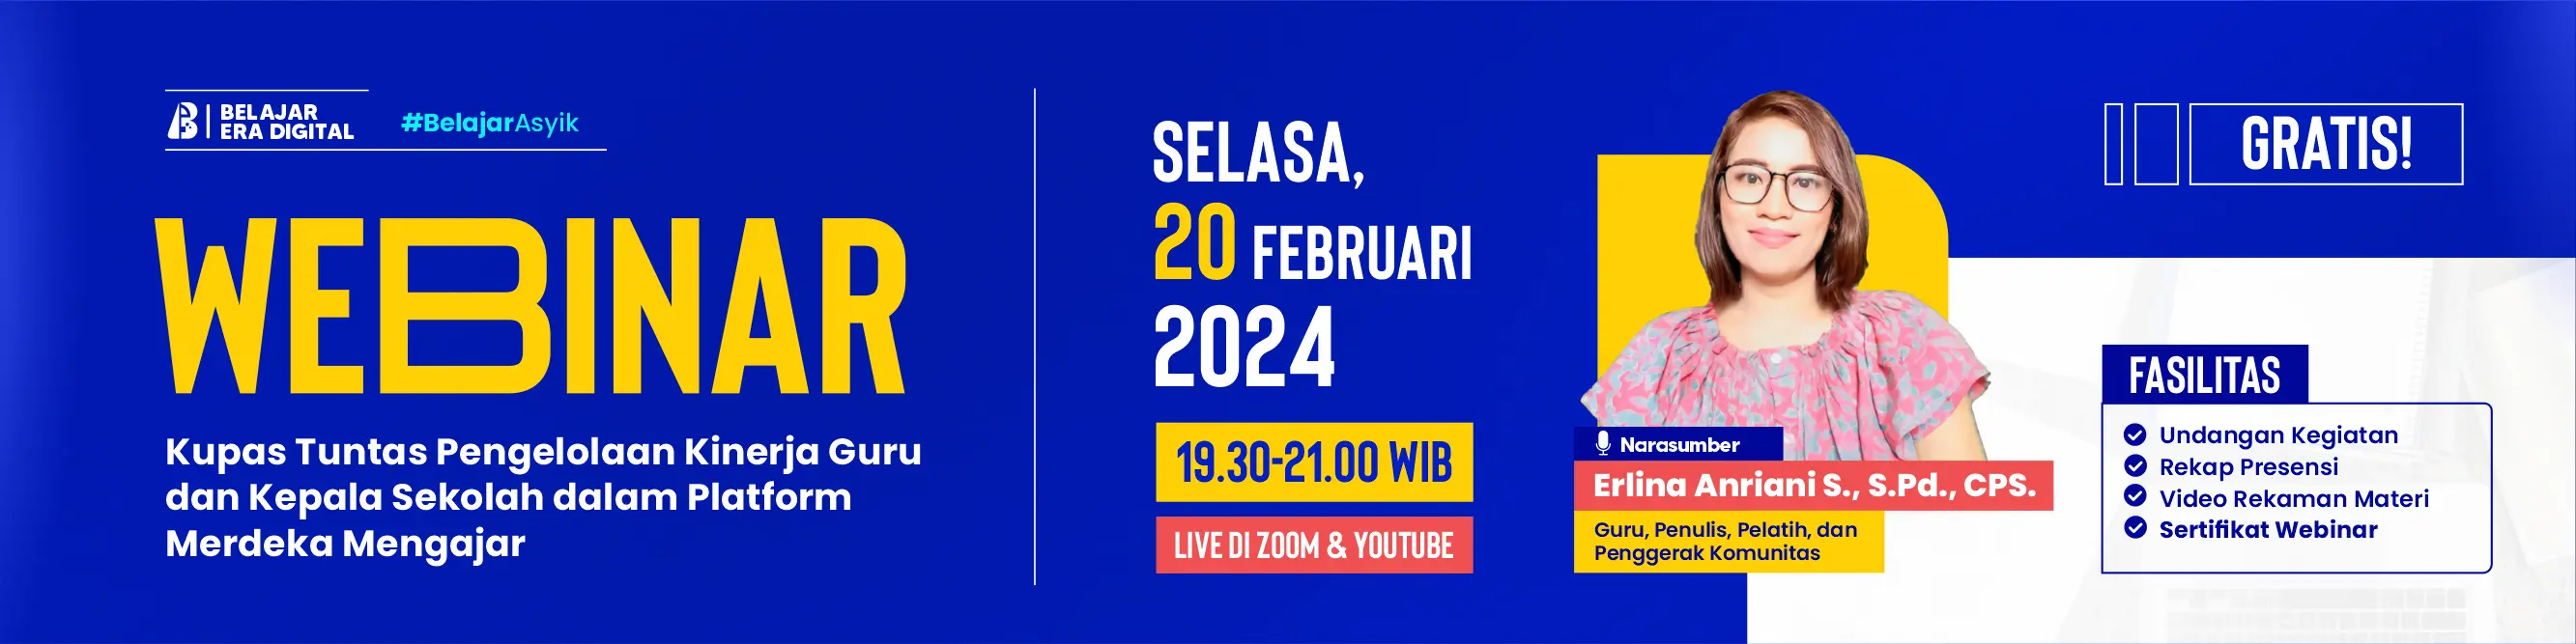 BELAJAR
ERA DIGITAL
#BelajarAsyik
WEBINAR
Kupas Tuntas Pengelolaan Kinerja Guru
dan Kepala Sekolah dalam Platform
Merdeka Mengajar
SELASA,
20 FEBRUARI
2024
19.30-21.00 WIB
LIVE DI ZOOM & YOUTUBE
Narasumber
Erlina Anriani S., S.Pd., CPS.
Guru, Penulis, Pelatih, dan
Penggerak Komunitas
GRATIS!
FASILITAS
Undangan Kegiatan
Rekap Presensi
Video Rekaman Materi
Sertifikat Webinar